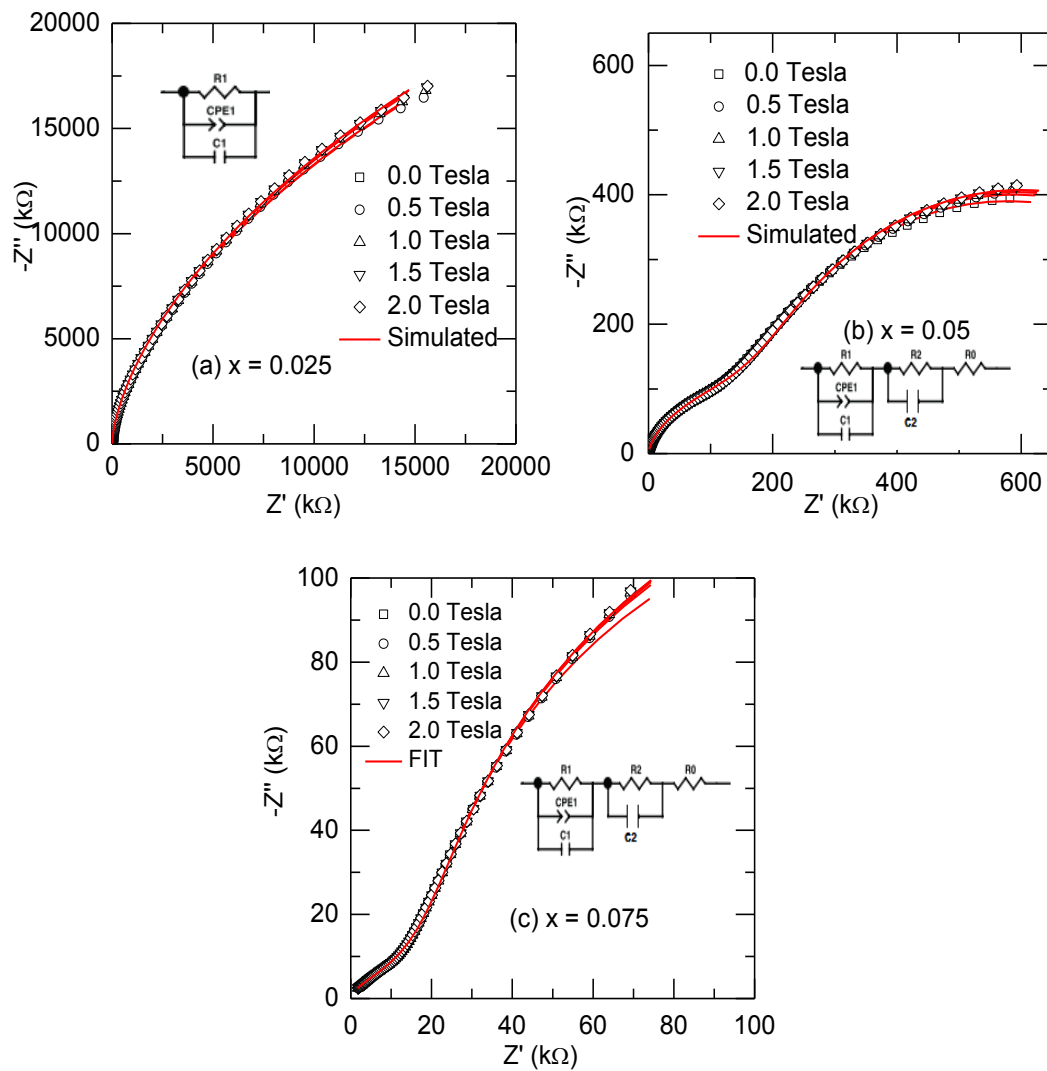 20000
15000
10000
5000
0
-Z'' (kΩ)
R1
CPE1
C1
0.0 Tesla
0.5 Tesla
1.0 Tesla
1.5 Tesla
2.0 Tesla
Simulated
(a) x = 0.025
0 5000 10000 15000 20000
Z' (kΩ)
600
400
200
0
-Z'' (kΩ)
0.0 Tesla
0.5 Tesla
1.0 Tesla
1.5 Tesla
2.0 Tesla
Simulated
(b) x = 0.05
R1 R2 R0
CPE1
C1 C2
0 200 400 600
Z' (kΩ)
100
80
60
40
20
0
-Z'' (kΩ)
0.0 Tesla
0.5 Tesla
1.0 Tesla
1.5 Tesla
2.0 Tesla
FIT
R1 R2 R0
CPE1
C1 C2
(c) x = 0.075
0 20 40 60 80 100
Z' (kΩ)